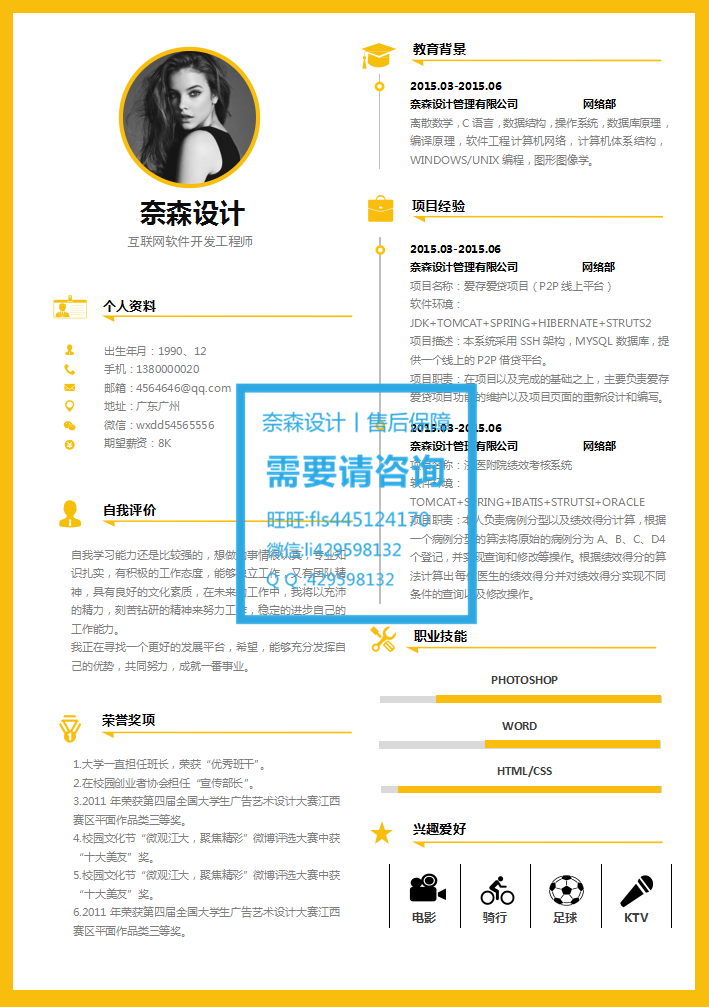 奈森设计
互联网软件开发工程师
个人资料
出生年月：1990、12
手机：1380000020
邮箱：4564646@qq.com
地址：广东广州
微信：wxdd54565556
期望薪资：8K
自我评价
自我学习能力还是比较强的，想做的事情很认真，专业知
识扎实，有积极的工作态度，能够独立工作，又有团队精
神，具有良好的文化素质，在未来的工作中，我将以充沛
的精力，刻苦钻研的精神来努力工作，稳定的进步自己的
工作能力。
我正在寻找一个更好的发展平台，希望，能够充分发挥自
己的优势，共同努力，成就一番事业。
荣誉奖项
1.大学一直担任班长，荣获“优秀班干”。
2.在校园创业者协会担任“宣传部长”。
3.2011 年荣获第四届全国大学生广告艺术设计大赛江西
赛区平面作品类三等奖。
4.校园文化节“微观江大，聚焦精彩”微博评选大赛中获
“十大美友”奖。
5.校园文化节“微观江大，聚焦精彩”微博评选大赛中获
“十大美友”奖。
6.2011 年荣获第四届全国大学生广告艺术设计大赛江西
赛区平面作品类三等奖。
教育背景
2015.03-2015.06
奈森设计管理有限公司 网络部
离散数学，C 语言，数据结构，操作系统，数据库原理，
编译原理，软件工程计算机网络，计算机体系结构，
WINDOWS/UNIX 编程，图形图像学。
项目经验
2015.03-2015.06
奈森设计管理有限公司 网络部
项目名称：爱存爱贷项目（P2P 线上平台）
软件环境：
JDK+TOMCAT+SPRING+HIBERNATE+STRUTS2
项目描述：本系统采用 SSH 架构，MYSQL 数据库，提
供一个线上的 P2P 借贷平台。
项目职责：在项目以及完成的基础之上，主要负责爱存
爱贷项目功能的维护以及项目页面的重新设计和编写。
2015.03-2015.06
奈森设计管理有限公司 网络部
项目名称：法医附院绩效考核系统
软件环境：
TOMCAT+SPRING+IBATIS+STRUTSI+ORACLE
项目职责：本人负责病例分型以及绩效得分计算，根据
一个病例分型的算法将原始的病例分为 A、B、C、D4
个登记，并实现查询和修改等操作。根据绩效得分的算
法计算出每位医生的绩效得分并对绩效得分实现不同
条件的查询以及修改操作。
职业技能
PHOTOSHOP
WORD
HTML/CSS
兴趣爱好
电影 骑行 足球 KTV
奈森设计丨售后保障
需要请咨询
旺旺:fls445124170
微信:li429598132
Q Q :429598132